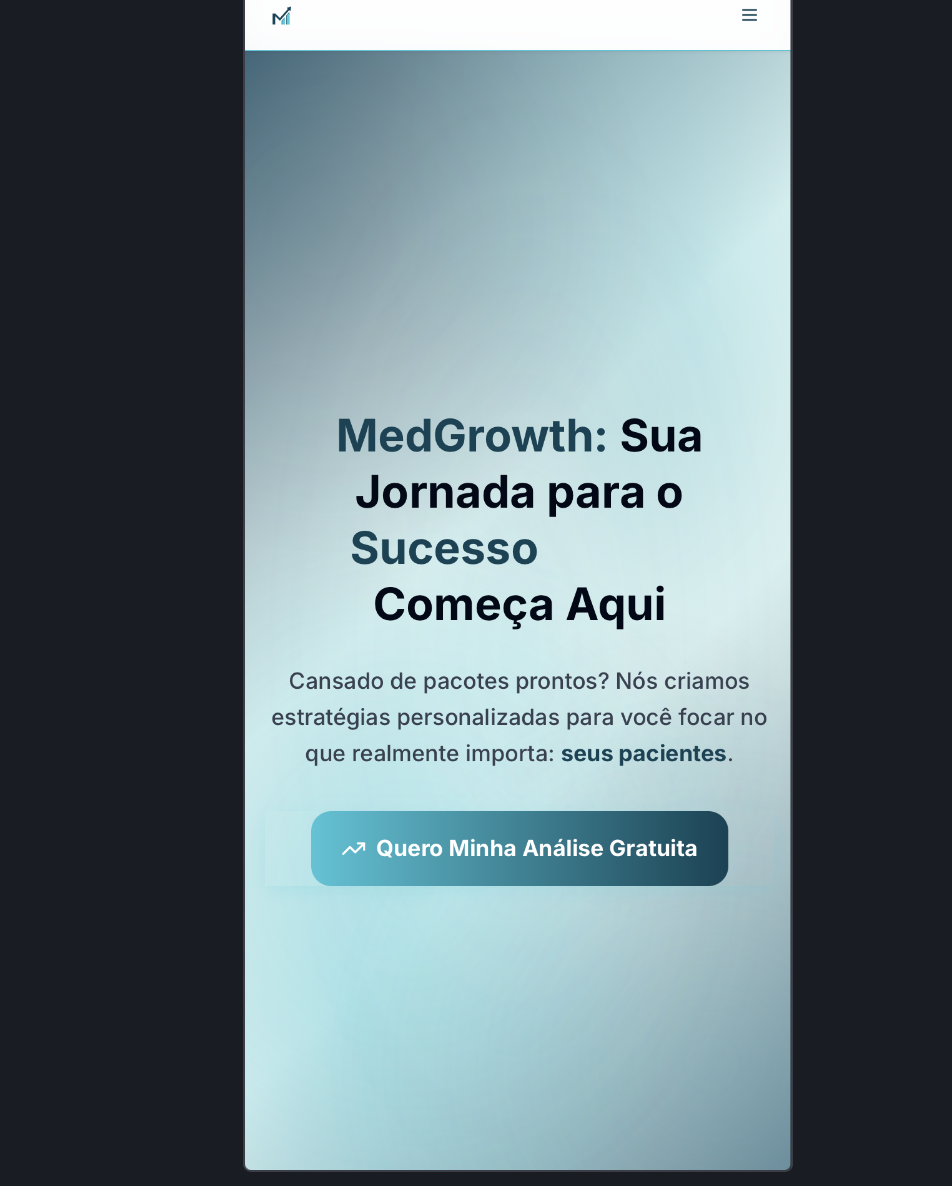 MedGrowth: Sua
Jornada para o
Sucesso
Começa Aqui
Cansado de pacotes prontos? Nós criamos
estratégias personalizadas para você focar no
que realmente importa: seus pacientes.
Quero Minha Análise Gratuita